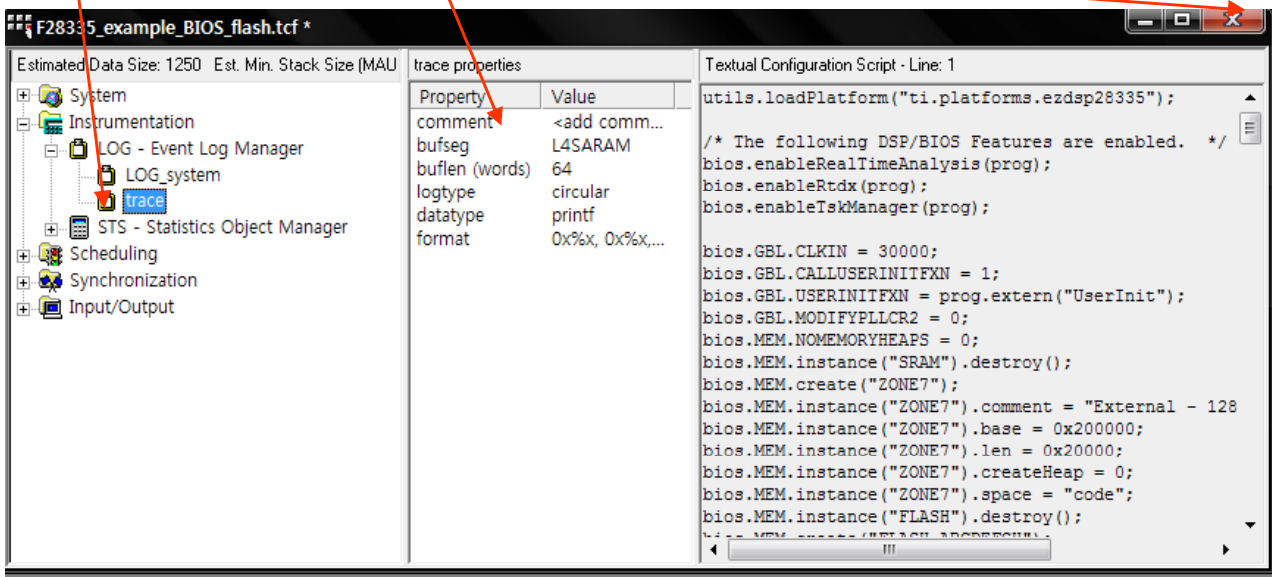 F28335_example_BIOS_flash.tcf *
Estimated Data Size: 1250 Est. Min. Stack Size (MAU
System
Instrumentation
LOG - Event Log Manager
LOG_system
trace
STS - Statistics Object Manager
Scheduling
Synchronization
Input/Output
trace properties
Property Value
comment <add comm...
bufseg L4SARAM
buflen (words) 64
logtype circular
datatype printf
format 0x%x, 0x%x,...
Textual Configuration Script - Line: 1
utils.loadPlatform("ti.platforms.ezdsp28335");
/* The following DSP/BIOS Features are enabled. */
bios.enableRealTimeAnalysis(prog);
bios.enableRtdx(prog);
bios.enableTskManager(prog);
bios.GBL.CLKIN = 30000;
bios.GBL.CALLUSERINITFXN = 1;
bios.GBL.USERINITFXN = prog.extern("UserInit");
bios.GBL.MODIFYPLLCR2 = 0;
bios.MEM.NOMEMORYHEAPS = 0;
bios.MEM.instance("SRAM").destroy();
bios.MEM.create("ZONE7");
bios.MEM.instance("ZONE7").comment = "External - 128
bios.MEM.instance("ZONE7").base = 0x200000;
bios.MEM.instance("ZONE7").len = 0x20000;
bios.MEM.instance("ZONE7").createHeap = 0;
bios.MEM.instance("ZONE7").space = "code";
bios.MEM.instance("FLASH").destroy();